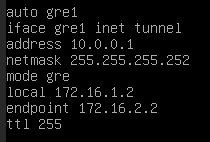 auto gre1
iface gre1 inet tunnel
address 10.0.0.1
netmask 255.255.255.252
mode gre
local 172.16.1.2
endpoint 172.16.2.2
ttl 255